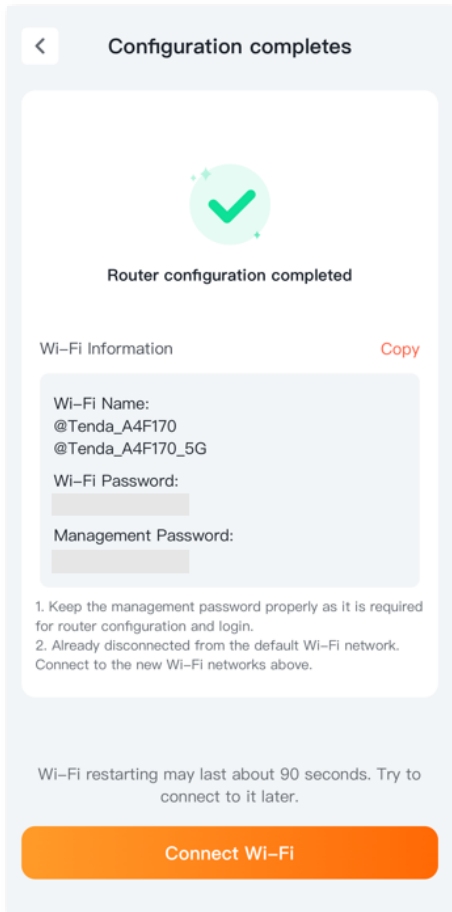 Configuration completes
Router configuration completed
Wi-Fi Information
Copy
Wi-Fi Name:
@Tenda_A4F170
@Tenda_A4F170_5G
Wi-Fi Password:
Management Password:
1. Keep the management password properly as it is required
for router configuration and login.
2. Already disconnected from the default Wi-Fi network.
Connect to the new Wi-Fi networks above.
Wi-Fi restarting may last about 90 seconds. Try to
connect to it later.
Connect Wi-Fi